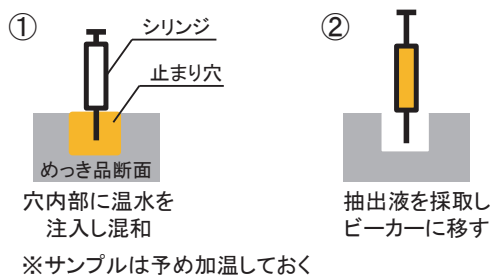 ①
シリンジ
止まり穴
めっき品断面
穴内部に温水を
注入し混和
②
抽出液を採取し
ビーカーに移す
※サンプルは予め加温しておく